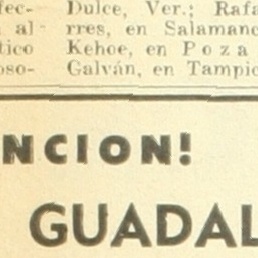 fec-
al
tico
oso-
Dulce, Ver.; Rafa
rres, en Salamanc
Kehoe, en Poza
Galván, en Tampic
NCION!
GUADAL